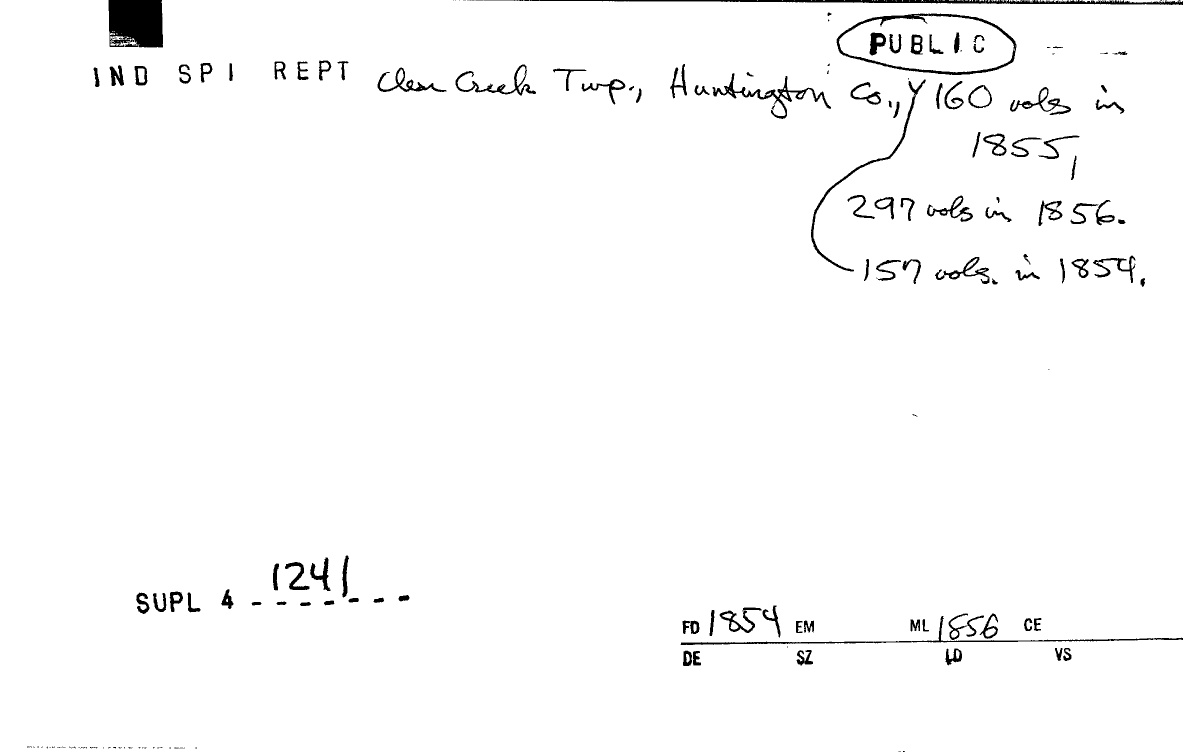 PUBLIC
IND SPI REPT Clear Creek Twp., Huntington Co., 160 vols in
1855,
297 vols in 1856.
157 vols. in 1854.
SUPL 4 1241
FD 1854 EM ML 1856 CE
DE SZ LD VS